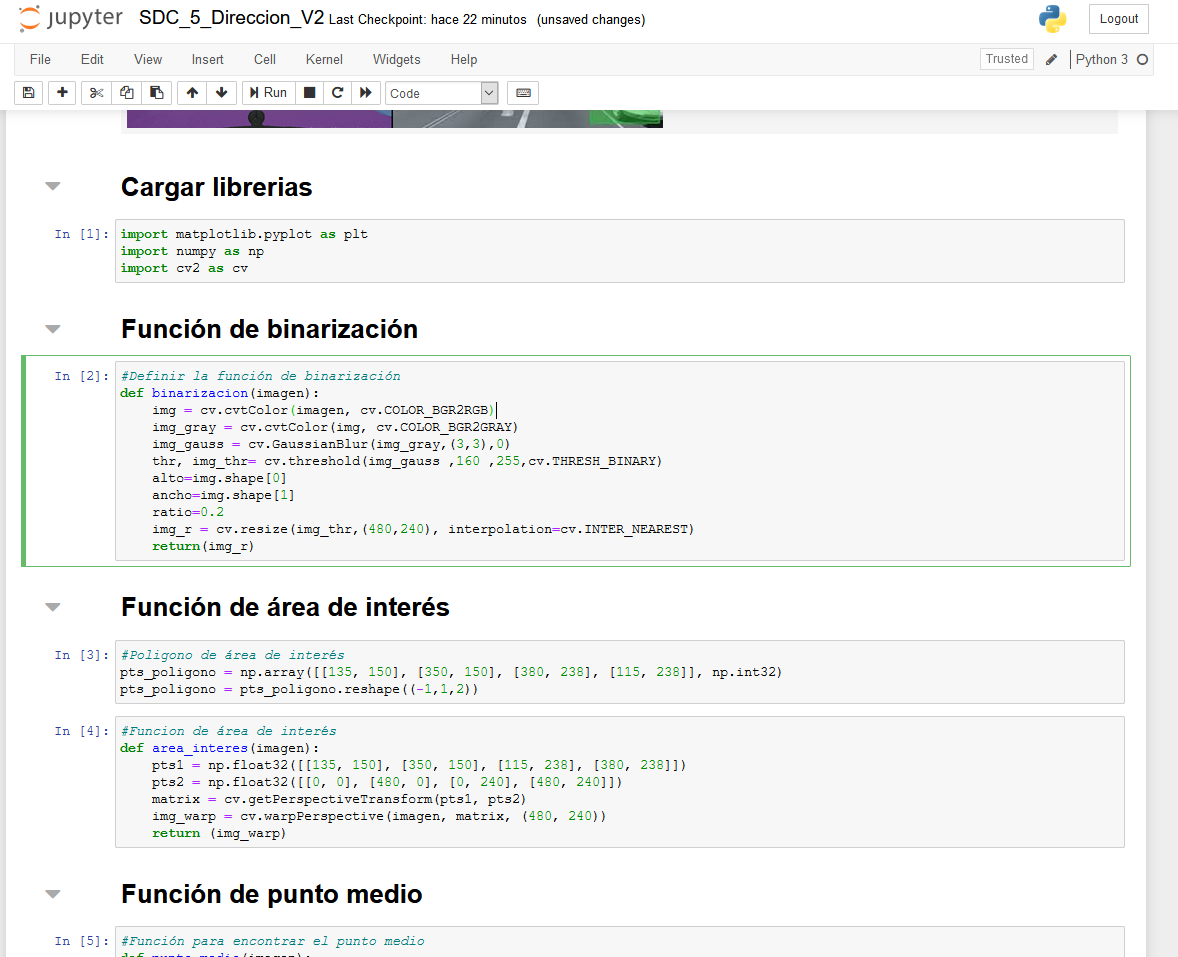 jupyter SDC_5_Direccion_V2 Last Checkpoint: hace 22 minutos (unsaved changes) Logout
File Edit View Insert Cell Kernel Widgets Help Trusted Python 3
Run Code
Cargar librerias
In [1]: import matplotlib.pyplot as plt
import numpy as np
import cv2 as cv
Función de binarización
In [2]: #Definir la función de binarización
def binarizacion(imagen):
    img = cv.cvtColor(imagen, cv.COLOR_BGR2RGB)
    img_gray = cv.cvtColor(img, cv.COLOR_BGR2GRAY)
    img_gauss = cv.GaussianBlur(img_gray,(3,3),0)
    thr, img_thr= cv.threshold(img_gauss ,160 ,255,cv.THRESH_BINARY)
    alto=img.shape[0]
    ancho=img.shape[1]
    ratio=0.2
    img_r = cv.resize(img_thr,(480,240), interpolation=cv.INTER_NEAREST)
    return(img_r)
Función de área de interés
In [3]: #Poligono de área de interés
pts_poligono = np.array([[135, 150], [350, 150], [380, 238], [115, 238]], np.int32)
pts_poligono = pts_poligono.reshape((-1,1,2))
In [4]: #Funcion de área de interés
def area_interes(imagen):
    pts1 = np.float32([[135, 150], [350, 150], [115, 238], [380, 238]])
    pts2 = np.float32([[0, 0], [480, 0], [0, 240], [480, 240]])
    matrix = cv.getPerspectiveTransform(pts1, pts2)
    img_warp = cv.warpPerspective(imagen, matrix, (480, 240))
    return (img_warp)
Función de punto medio
In [5]: #Función para encontrar el punto medio